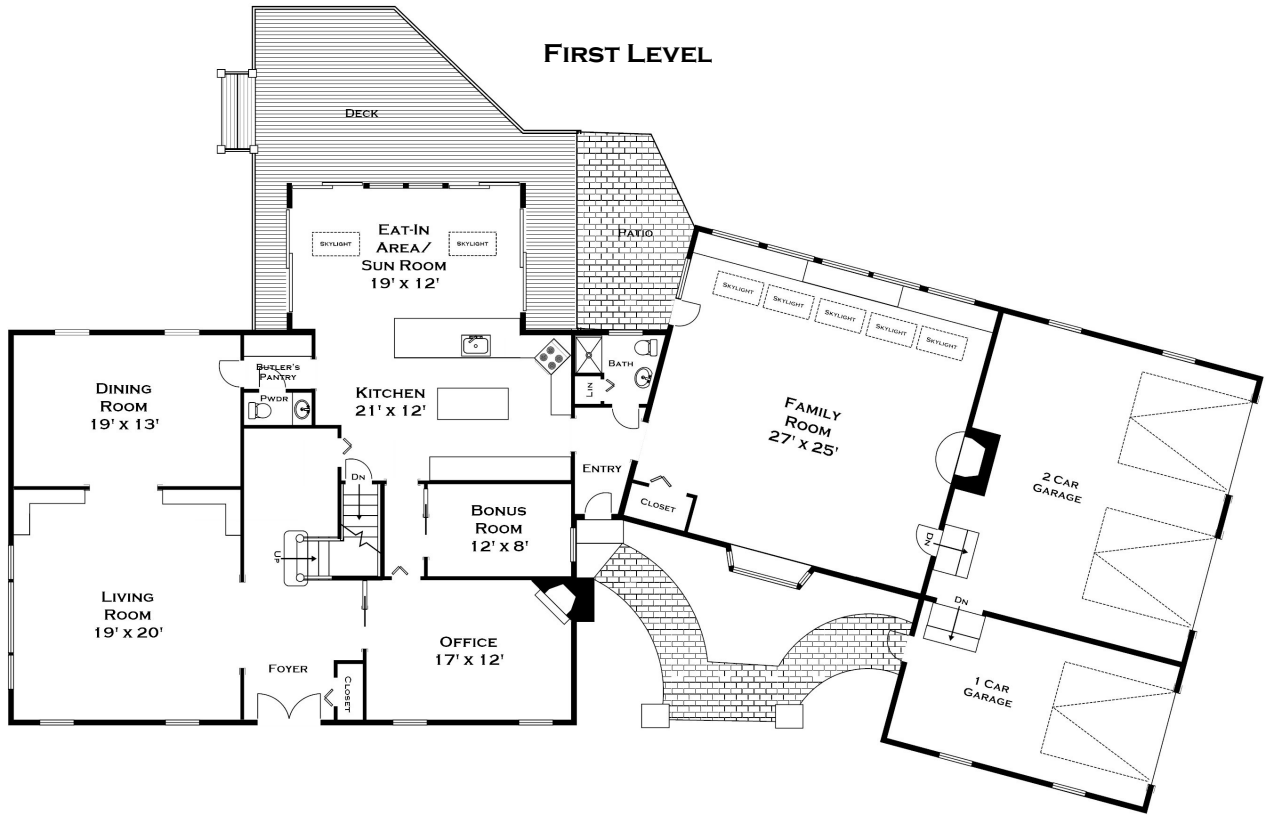 First Level
Deck
Patio
Eat-In
Area/
Sun Room
19' x 12'
Skylight
Skylight
Skylight
Skylight
Skylight
Skylight
Skylight
Butler's
Pantry
Pwdr
Dining
Room
19' x 13'
Kitchen
21' x 12'
Bath
Lin
Entry
Closet
Family
Room
27' x 25'
2 Car
Garage
Dn
Dn
Dn
Up
Bonus
Room
12' x 8'
Living
Room
19' x 20'
Office
17' x 12'
Foyer
Closet
1 Car
Garage